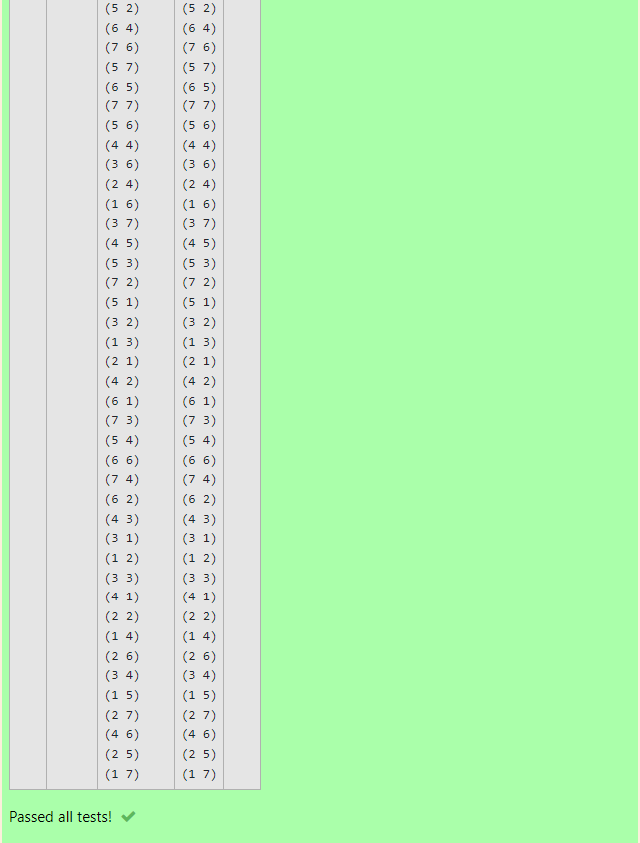 (5 2) (5 2)
(6 4) (6 4)
(7 6) (7 6)
(5 7) (5 7)
(6 5) (6 5)
(7 7) (7 7)
(5 6) (5 6)
(4 4) (4 4)
(3 6) (3 6)
(2 4) (2 4)
(1 6) (1 6)
(3 7) (3 7)
(4 5) (4 5)
(5 3) (5 3)
(7 2) (7 2)
(5 1) (5 1)
(3 2) (3 2)
(1 3) (1 3)
(2 1) (2 1)
(4 2) (4 2)
(6 1) (6 1)
(7 3) (7 3)
(5 4) (5 4)
(6 6) (6 6)
(7 4) (7 4)
(6 2) (6 2)
(4 3) (4 3)
(3 1) (3 1)
(1 2) (1 2)
(3 3) (3 3)
(4 1) (4 1)
(2 2) (2 2)
(1 4) (1 4)
(2 6) (2 6)
(3 4) (3 4)
(1 5) (1 5)
(2 7) (2 7)
(4 6) (4 6)
(2 5) (2 5)
(1 7) (1 7)
Passed all tests!